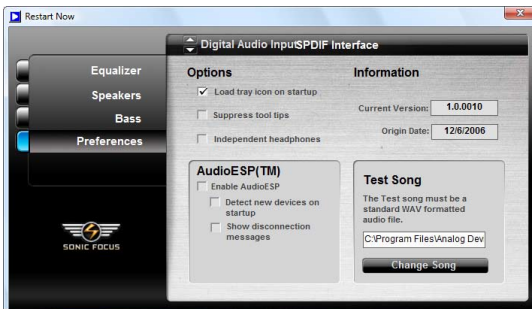 Restart Now
Digital Audio InputSPDIF Interface
Equalizer
Speakers
Bass
Preferences
SONIC FOCUS
Options
Load tray icon on startup
Suppress tool tips
Independent headphones
Information
Current Version: 1.0.0010
Origin Date: 12/6/2006
AudioESP(TM)
Enable AudioESP
Detect new devices on
startup
Show disconnection
messages
Test Song
The Test song must be a
standard WAV formatted
audio file.
C:\Program Files\Analog Dev
Change Song